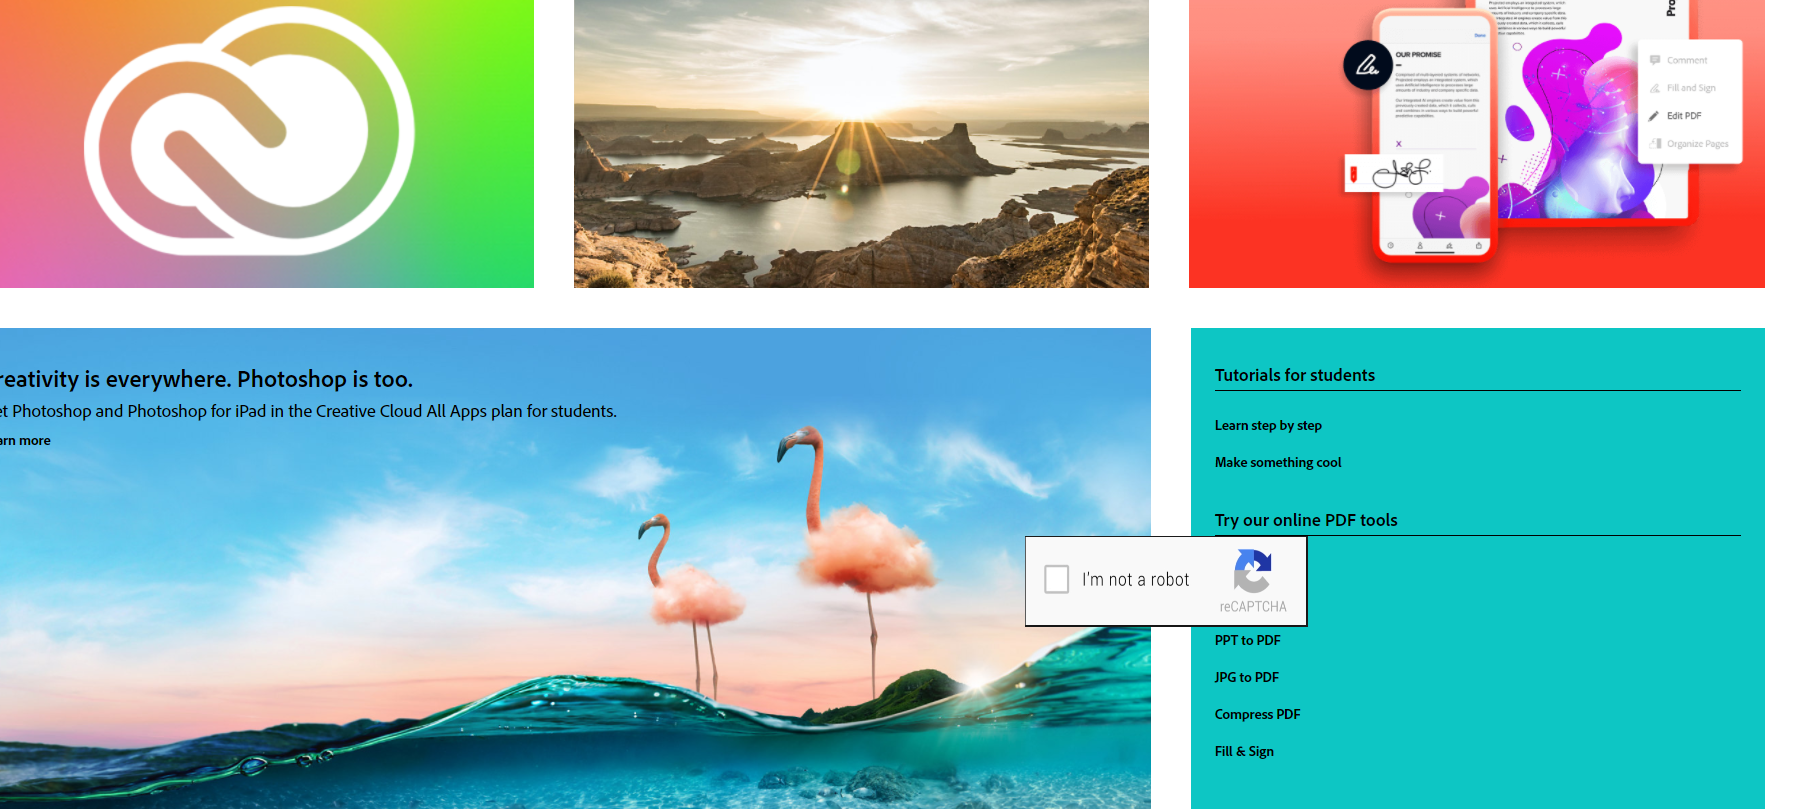 Pro
Done
OUR PROMISE
Comment
Fill and Sign
Edit PDF
Organize Pages
X
reativity is everywhere. Photoshop is too.
et Photoshop and Photoshop for iPad in the Creative Cloud All Apps plan for students.
arn more
Tutorials for students
Learn step by step
Make something cool
Try our online PDF tools
I'm not a robot
reCAPTCHA
PPT to PDF
JPG to PDF
Compress PDF
Fill & Sign